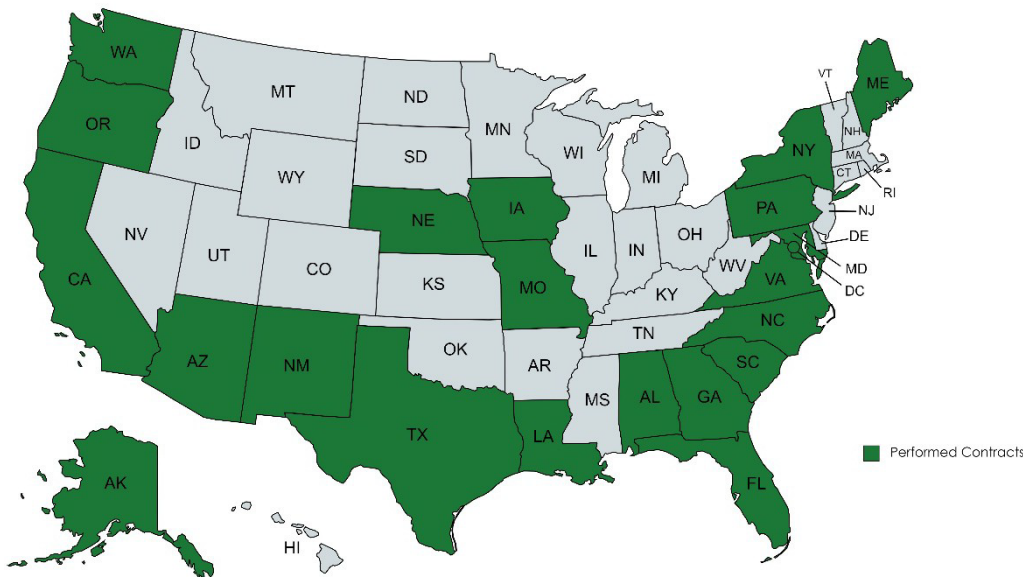 WA
MT
ND
MN
VT
ME
OR
ID
WY
SD
WI
MI
NY
NH
MA
CT
RI
NV
UT
CO
NE
IA
IL
IN
OH
PA
NJ
DE
MD
DC
CA
KS
MO
KY
WV
VA
AZ
NM
OK
AR
TN
NC
SC
TX
LA
MS
AL
GA
FL
Performed Contracts
AK
HI